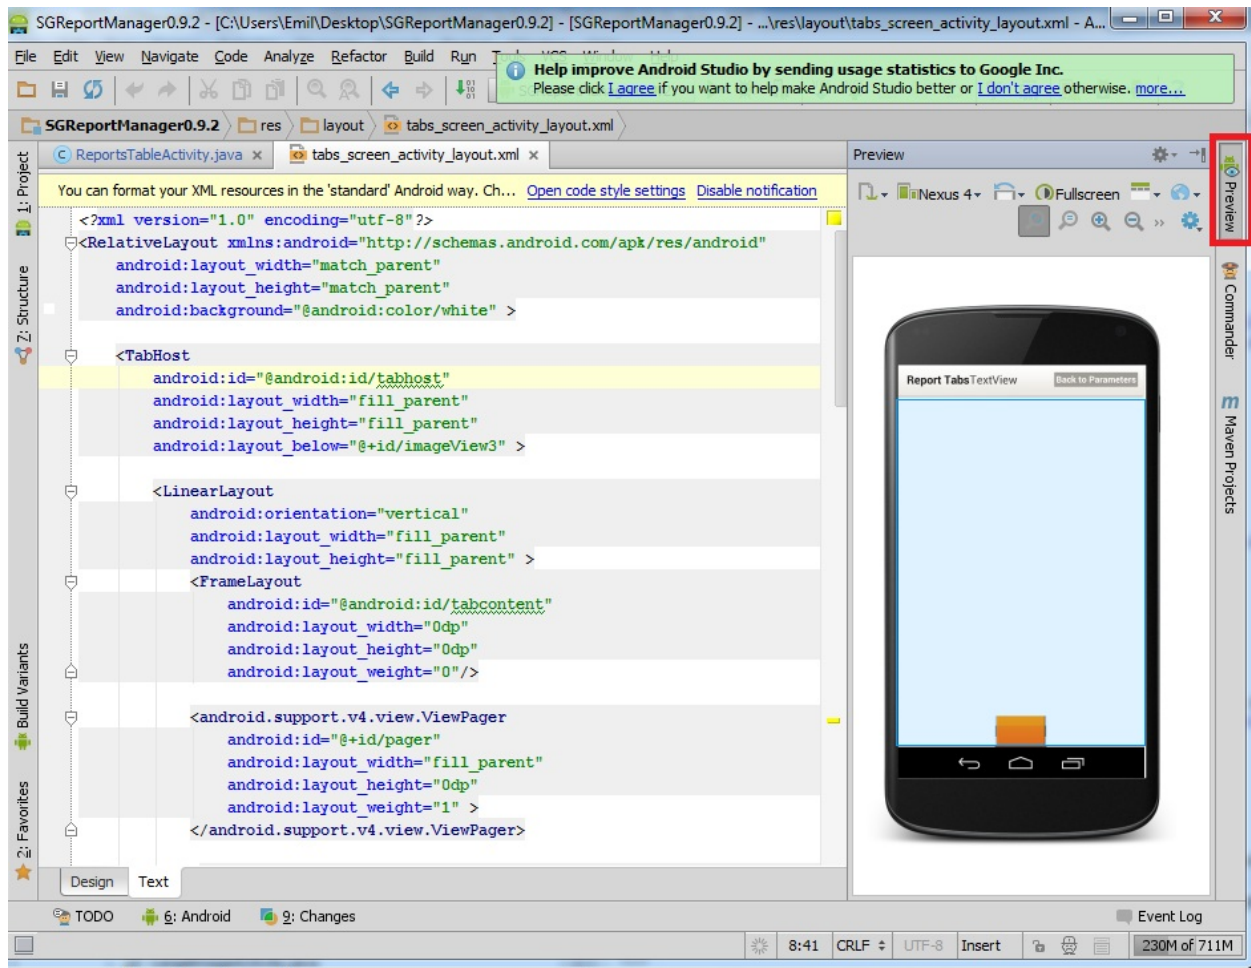 SGReportManager0.9.2 - [C:\Users\Emil\Desktop\SGReportManager0.9.2] - [SGReportManager0.9.2] - ...\res\layout\tabs_screen_activity_layout.xml - A...
File Edit View Navigate Code Analyze Refactor Build Run
Help improve Android Studio by sending usage statistics to Google Inc.
Please click I agree if you want to help make Android Studio better or I don't agree otherwise. more...
SGReportManager0.9.2 res layout tabs_screen_activity_layout.xml
1: Project
Z: Structure
Build Variants
2: Favorites
ReportsTableActivity.java tabs_screen_activity_layout.xml
You can format your XML resources in the 'standard' Android way. Ch... Open code style settings Disable notification
<?xml version="1.0" encoding="utf-8"?>
<RelativeLayout xmlns:android="http://schemas.android.com/apk/res/android"
android:layout_width="match_parent"
android:layout_height="match_parent"
android:background="@android:color/white" >
<TabHost
android:id="@android:id/tabhost"
android:layout_width="fill_parent"
android:layout_height="fill_parent"
android:layout_below="@+id/imageView3" >
<LinearLayout
android:orientation="vertical"
android:layout_width="fill_parent"
android:layout_height="fill_parent" >
<FrameLayout
android:id="@android:id/tabcontent"
android:layout_width="0dp"
android:layout_height="0dp"
android:layout_weight="0"/>
<android.support.v4.view.ViewPager
android:id="@+id/pager"
android:layout_width="fill_parent"
android:layout_height="0dp"
android:layout_weight="1" >
</android.support.v4.view.ViewPager>
Design Text
Preview
Nexus 4 Fullscreen
Report Tabs TextView Back to Parameters
Preview
Commander
Maven Projects
TODO 6: Android 9: Changes Event Log
8:41 CRLF UTF-8 Insert 230M of 711M